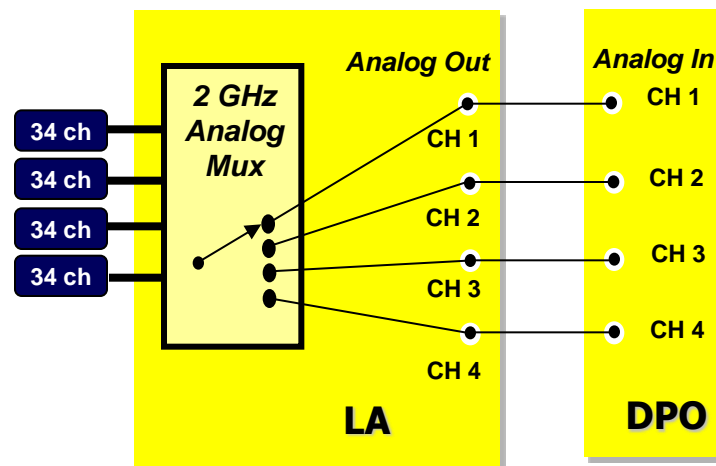 Analog Out
Analog In
2 GHz
Analog
Mux
34 ch
34 ch
34 ch
34 ch
CH 1
CH 2
CH 3
CH 4
CH 1
CH 2
CH 3
CH 4
LA
DPO